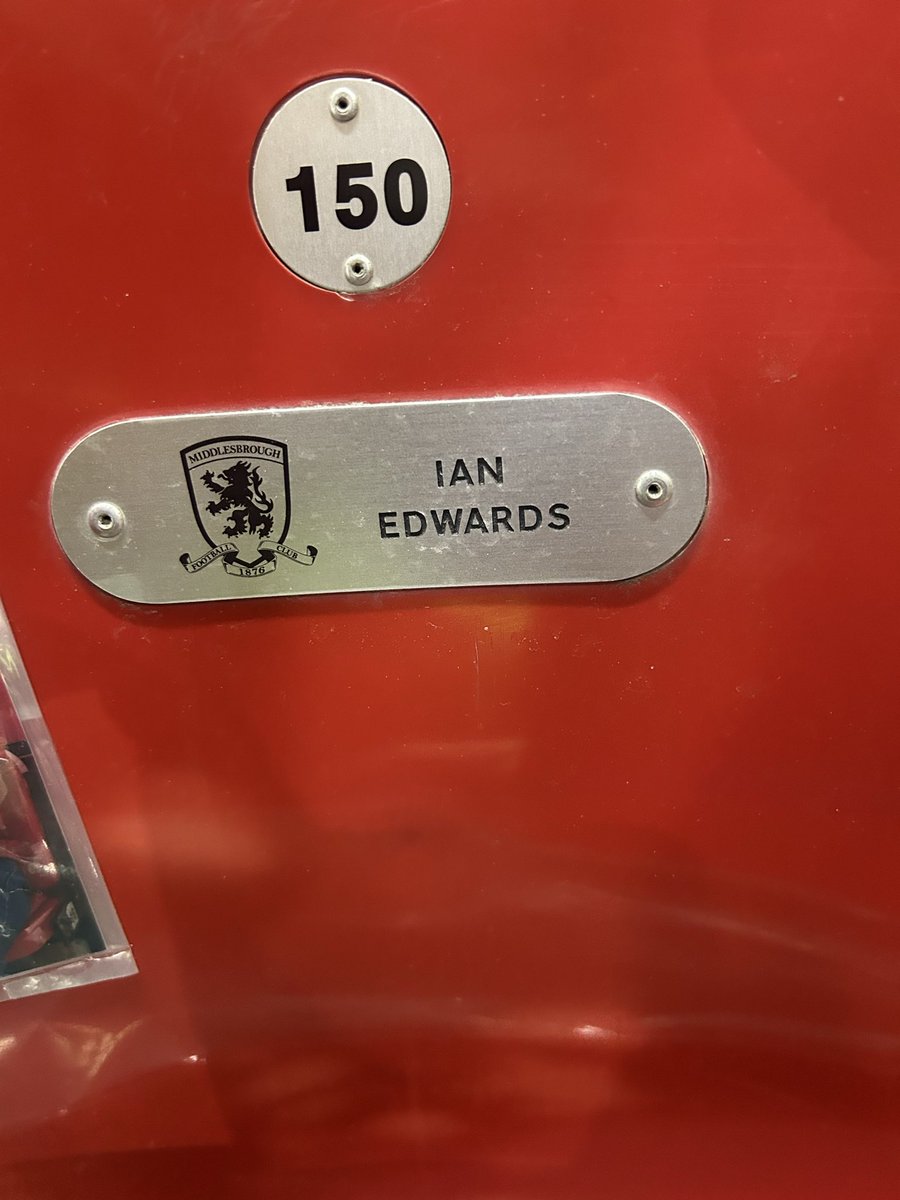 150
MIDDLESBROUGH
FOOTBALL CLUB
1876
IAN
EDWARDS